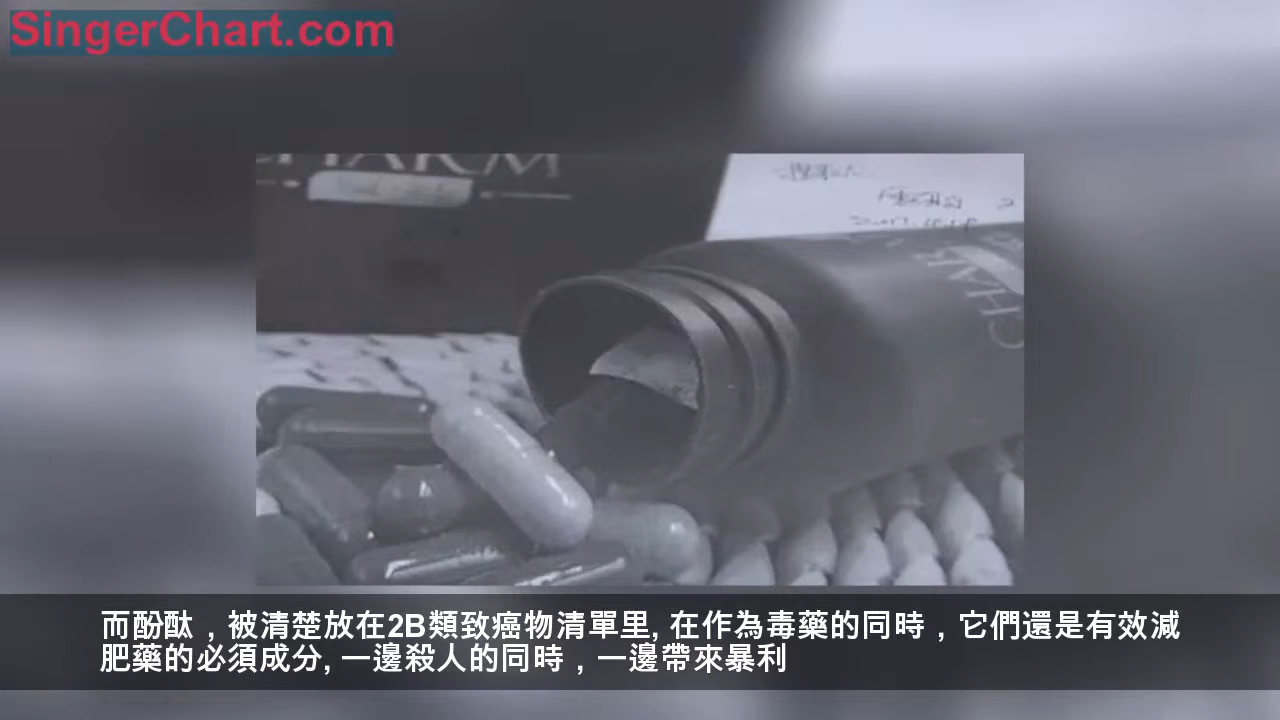 SingerChart.com
CHARM
CHAR
而酚酞，被清楚放在2B類致癌物清單里, 在作為毒藥的同時，它們還是有效減
肥藥的必須成分, 一邊殺人的同時，一邊帶來暴利